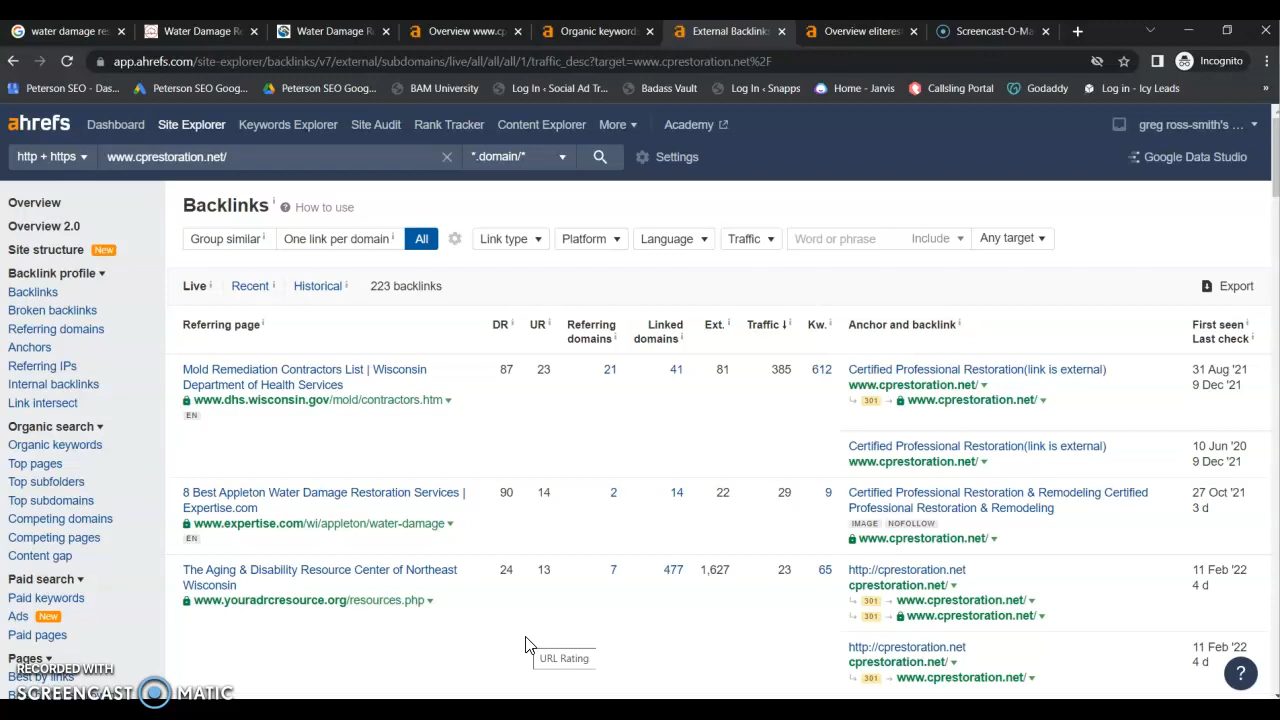 water damage re
Water Damage R
Water Damage R
Overview www.cp
Organic keyword
External Backlink
Overview eliteres
Screencast-O-Ma
app.ahrefs.com/site-explorer/backlinks/v7/external/subdomains/live/all/all/all/1/traffic_desc?target=www.cprestoration.net%2F
Incognito
Peterson SEO - Das...
Peterson SEO Goog...
Peterson SEO Goog...
BAM University
Log In ‹ Social Ad Tr...
Badass Vault
Log In ‹ Snapps
Home - Jarvis
Callsling Portal
Godaddy
Log in - Icy Leads
»
ahrefs
Dashboard
Site Explorer
Keywords Explorer
Site Audit
Rank Tracker
Content Explorer
More
Academy
greg ross-smith's ...
http + https
www.cprestoration.net/
*.domain/*
Settings
Google Data Studio
Overview
Overview 2.0
Site structure New
Backlink profile
Backlinks
Broken backlinks
Referring domains
Anchors
Referring IPs
Internal backlinks
Link intersect
Organic search
Organic keywords
Top pages
Top subfolders
Top subdomains
Competing domains
Competing pages
Content gap
Paid search
Paid keywords
Ads New
Paid pages
Pages
Best by links
Backlinks How to use
Group similar
One link per domain
All
Link type
Platform
Language
Traffic
Word or phrase
Include
Any target
Live
Recent
Historical
223 backlinks
Export
Referring page
DR
UR
Referring domains
Linked domains
Ext.
Traffic
Kw.
Anchor and backlink
First seen
Last check
Mold Remediation Contractors List | Wisconsin
Department of Health Services
www.dhs.wisconsin.gov/mold/contractors.htm
EN
87
23
21
41
81
385
612
Certified Professional Restoration(link is external)
www.cprestoration.net/
301 → www.cprestoration.net/
31 Aug '21
9 Dec '21
Certified Professional Restoration(link is external)
www.cprestoration.net/
10 Jun '20
9 Dec '21
8 Best Appleton Water Damage Restoration Services |
Expertise.com
www.expertise.com/wi/appleton/water-damage
EN
90
14
2
14
22
29
9
Certified Professional Restoration & Remodeling Certified
Professional Restoration & Remodeling
IMAGE NOFOLLOW
www.cprestoration.net/
27 Oct '21
3 d
The Aging & Disability Resource Center of Northeast
Wisconsin
www.youradrcresource.org/resources.php
24
13
7
477
1,627
23
65
http://cprestoration.net
cprestoration.net/
301 → www.cprestoration.net/
301 → www.cprestoration.net/
11 Feb '22
4 d
http://cprestoration.net
cprestoration.net/
301 → www.cprestoration.net/
11 Feb '22
4 d
URL Rating
?
RECORDED WITH
SCREENCAST MATIC